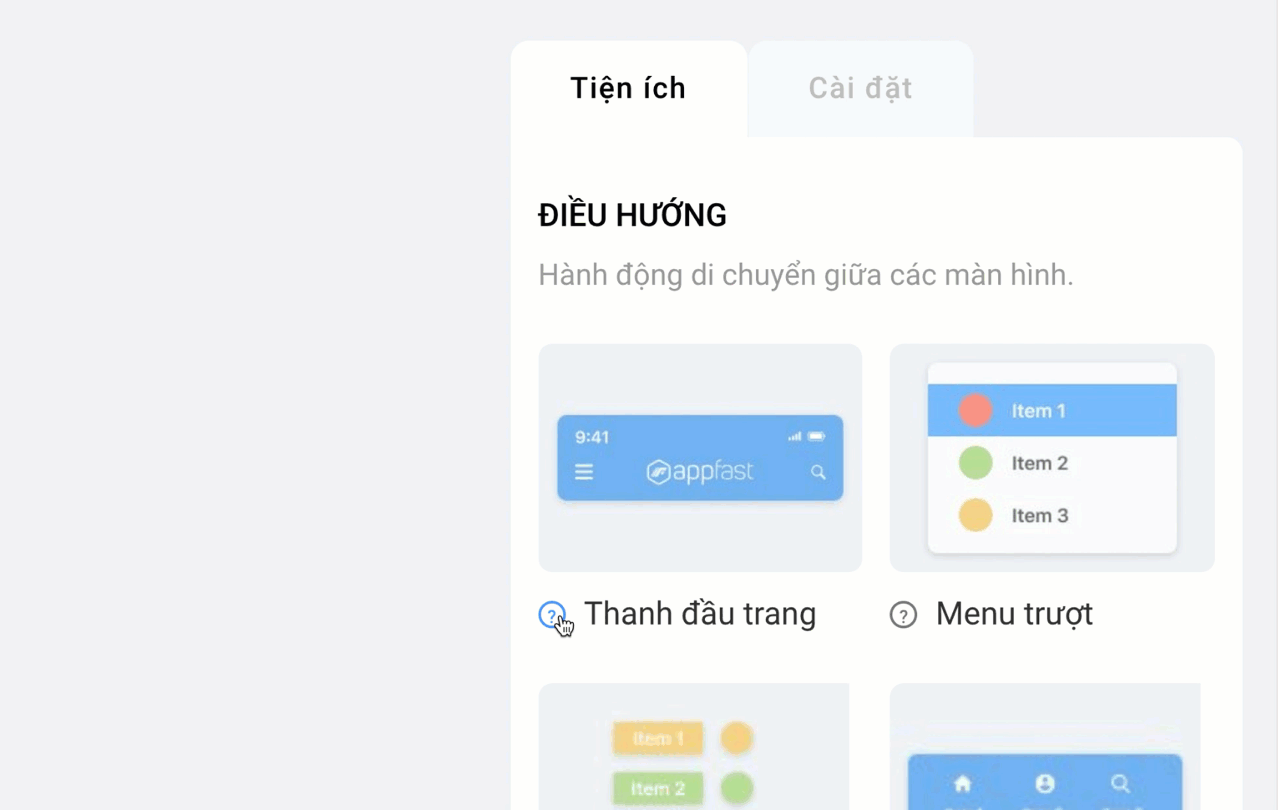 Tiện ích
Cài đặt
ĐIỀU HƯỚNG
Hành động di chuyển giữa các màn hình.
9:41
appfast
Item 1
Item 2
Item 3
? Thanh đầu trang
? Menu trượt
Item 1
Item 2